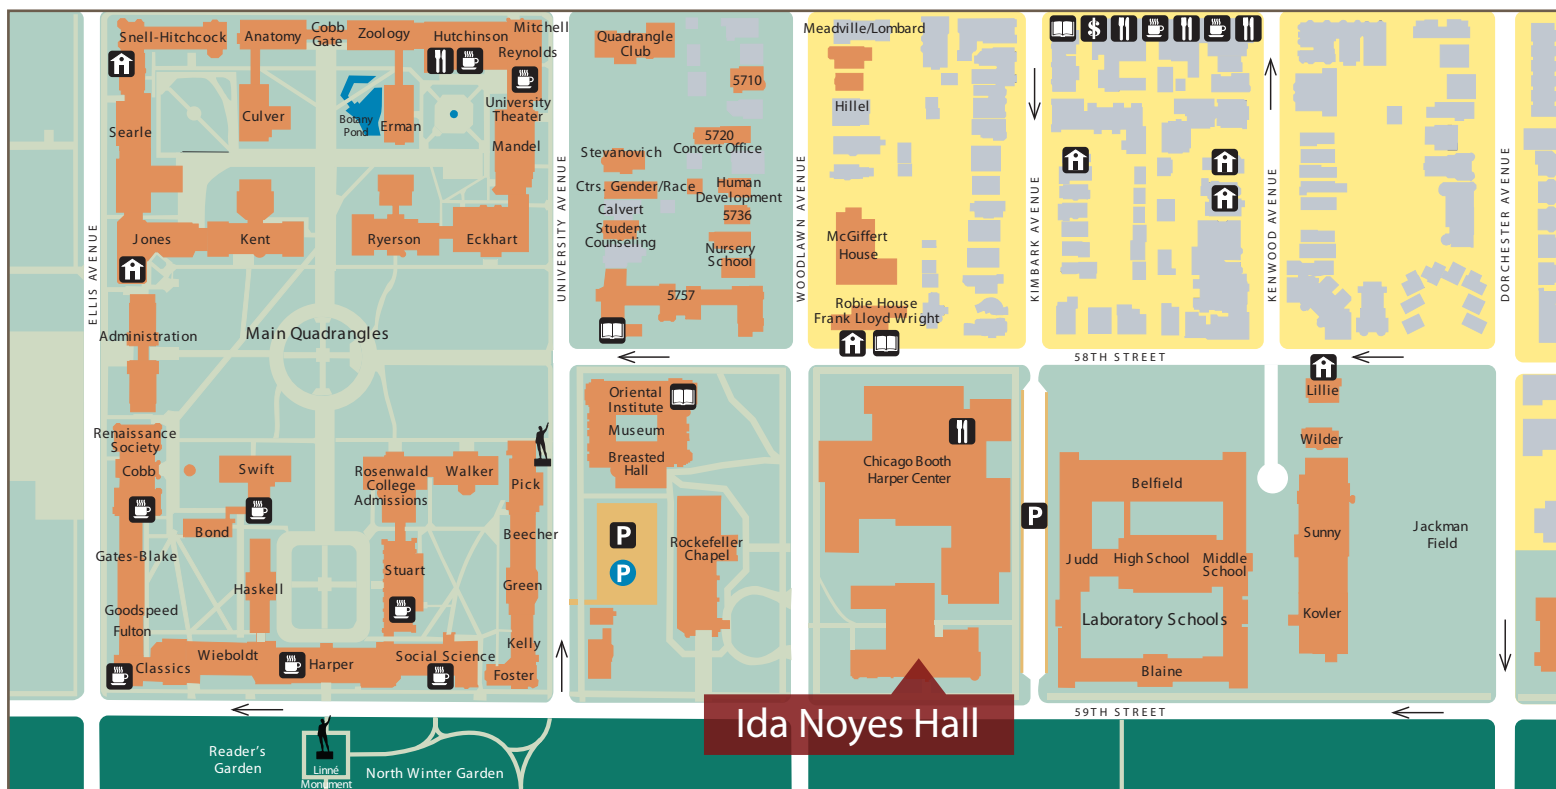 Snell-Hitchcock
Anatomy
Cobb
Gate
Zoology
Hutchinson
Mitchell
Reynolds
University
Theater
Mandel
Searle
Culver
Botany
Pond
Erman
Jones
Kent
Ryerson
Eckhart
Administration
Main Quadrangles
Renaissance
Society
Cobb
Swift
Bond
Gates-Blake
Haskell
Goodspeed
Fulton
Classics
Wieboldt
Harper
Rosenwald
College
Admissions
Walker
Pick
Beecher
Stuart
Green
Kelly
Social Science
Foster
ELLIS AVENUE
UNIVERSITY AVENUE
Quadrangle
Club
5710
5720
Concert Office
Stevanovich
Ctrs. Gender/Race
Human
Development
Calvert
5736
Student
Counseling
Nursery
School
5757
Oriental
Institute
Museum
Breasted
Hall
P
P
Rockefeller
Chapel
WOODLAWN AVENUE
Meadville/Lombard
Hillel
McGiffert
House
Robie House
Frank Lloyd Wright
KIMBARK AVENUE
$
KENWOOD AVENUE
DORCHESTER AVENUE
58TH STREET
Chicago Booth
Harper Center
P
Lillie
Wilder
Belfield
Sunny
Jackman
Field
Judd
High School
Middle
School
Kovler
Laboratory Schools
Blaine
59TH STREET
Ida Noyes Hall
Reader's
Garden
Linné
Monument
North Winter Garden